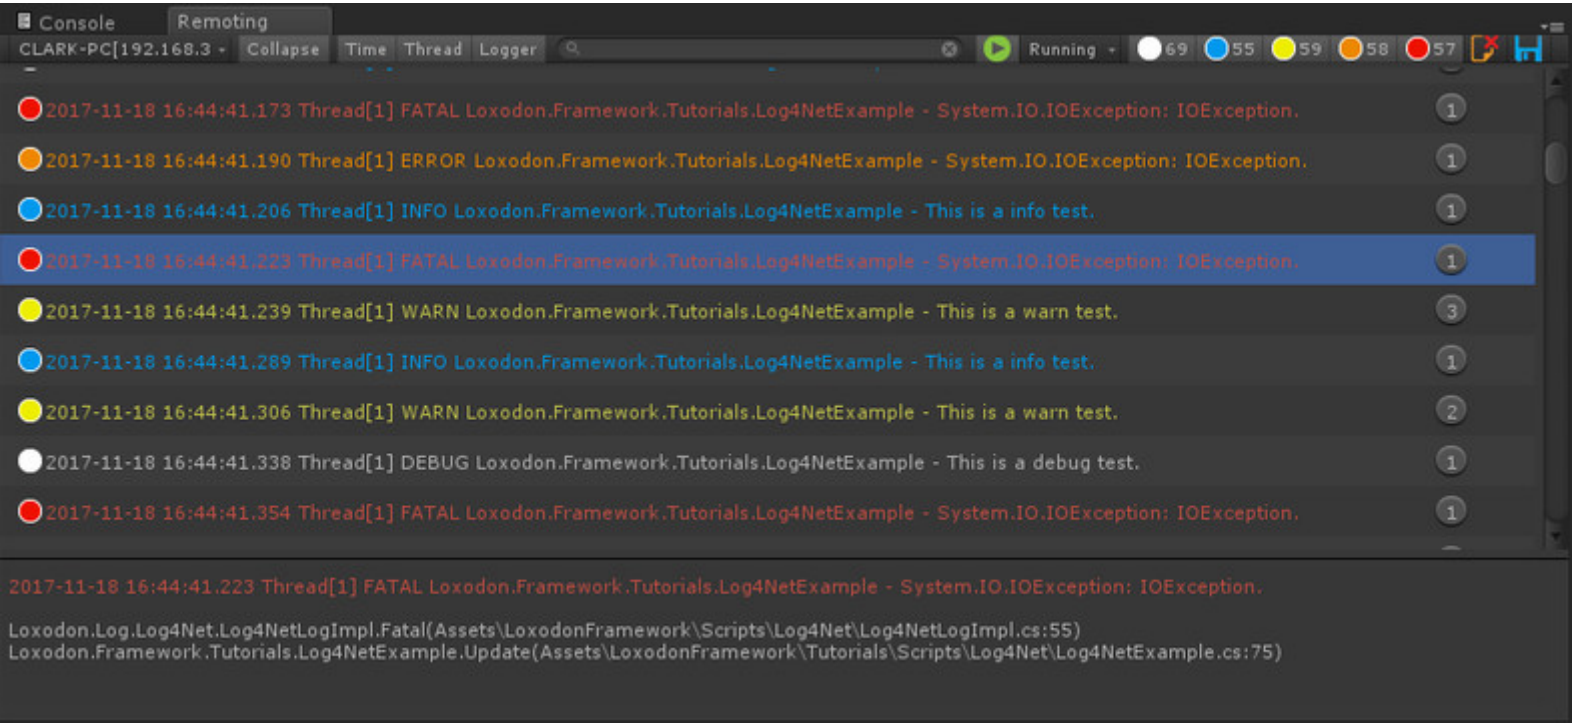 Console Remoting
CLARK-PC[192.168.3 Collapse Time Thread Logger Running 69 55 59 58 57
2017-11-18 16:44:41.173 Thread[1] FATAL Loxodon.Framework.Tutorials.Log4NetExample - System.IO.IOException: IOException. 1
2017-11-18 16:44:41.190 Thread[1] ERROR Loxodon.Framework.Tutorials.Log4NetExample - System.IO.IOException: IOException. 1
2017-11-18 16:44:41.206 Thread[1] INFO Loxodon.Framework.Tutorials.Log4NetExample - This is a info test. 1
2017-11-18 16:44:41.223 Thread[1] FATAL Loxodon.Framework.Tutorials.Log4NetExample - System.IO.IOException: IOException. 1
2017-11-18 16:44:41.239 Thread[1] WARN Loxodon.Framework.Tutorials.Log4NetExample - This is a warn test. 3
2017-11-18 16:44:41.289 Thread[1] INFO Loxodon.Framework.Tutorials.Log4NetExample - This is a info test. 1
2017-11-18 16:44:41.306 Thread[1] WARN Loxodon.Framework.Tutorials.Log4NetExample - This is a warn test. 2
2017-11-18 16:44:41.338 Thread[1] DEBUG Loxodon.Framework.Tutorials.Log4NetExample - This is a debug test. 1
2017-11-18 16:44:41.354 Thread[1] FATAL Loxodon.Framework.Tutorials.Log4NetExample - System.IO.IOException: IOException. 1
2017-11-18 16:44:41.223 Thread[1] FATAL Loxodon.Framework.Tutorials.Log4NetExample - System.IO.IOException: IOException.
Loxodon.Log.Log4Net.Log4NetLogImpl.Fatal(Assets\LoxodonFramework\Scripts\Log4Net\Log4NetLogImpl.cs:55)
Loxodon.Framework.Tutorials.Log4NetExample.Update(Assets\LoxodonFramework\Tutorials\Scripts\Log4Net\Log4NetExample.cs:75)